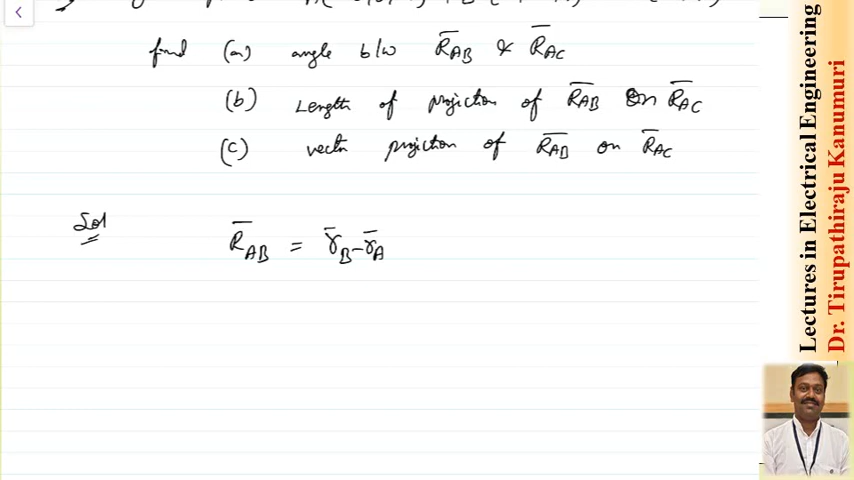 find (a) angle b/w R̅AB & R̅AC
(b) Length of projection of R̅AB on R̅AC
(c) vectn projection of R̅AB on R̅AC
Sol R̅AB = r̅B - r̅A
Lectures in Electrical Engineering
Dr. Tirupathiraju Kanumuri